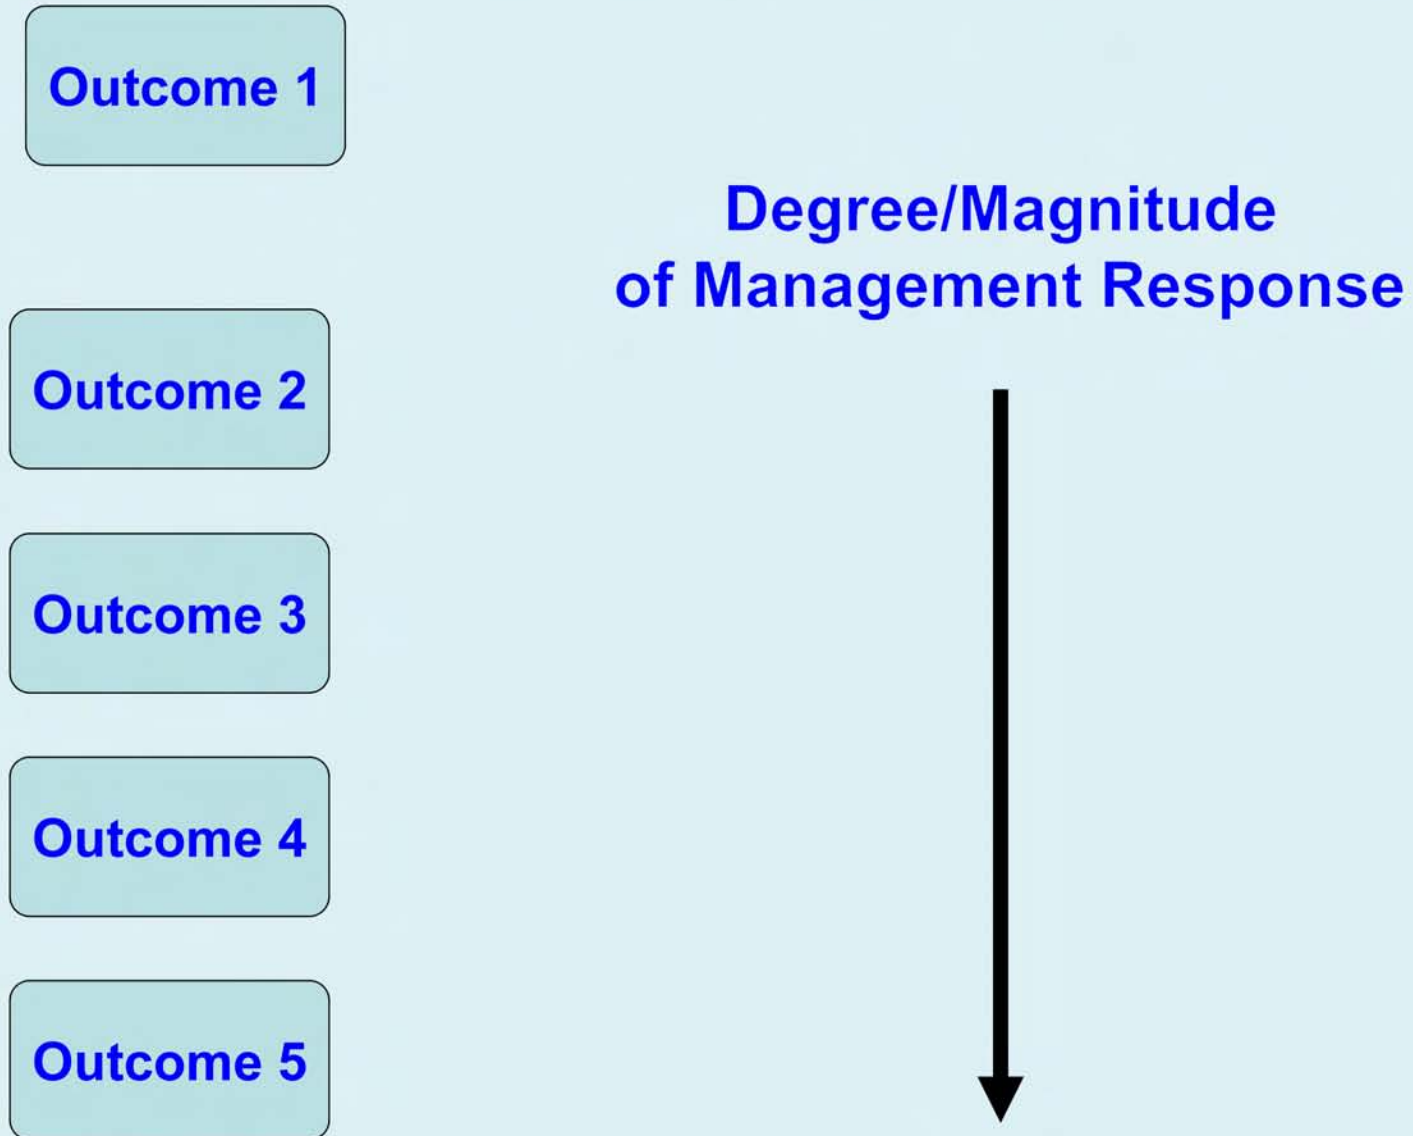 Outcome 1
Degree/Magnitude
of Management Response
Outcome 2
Outcome 3
Outcome 4
Outcome 5